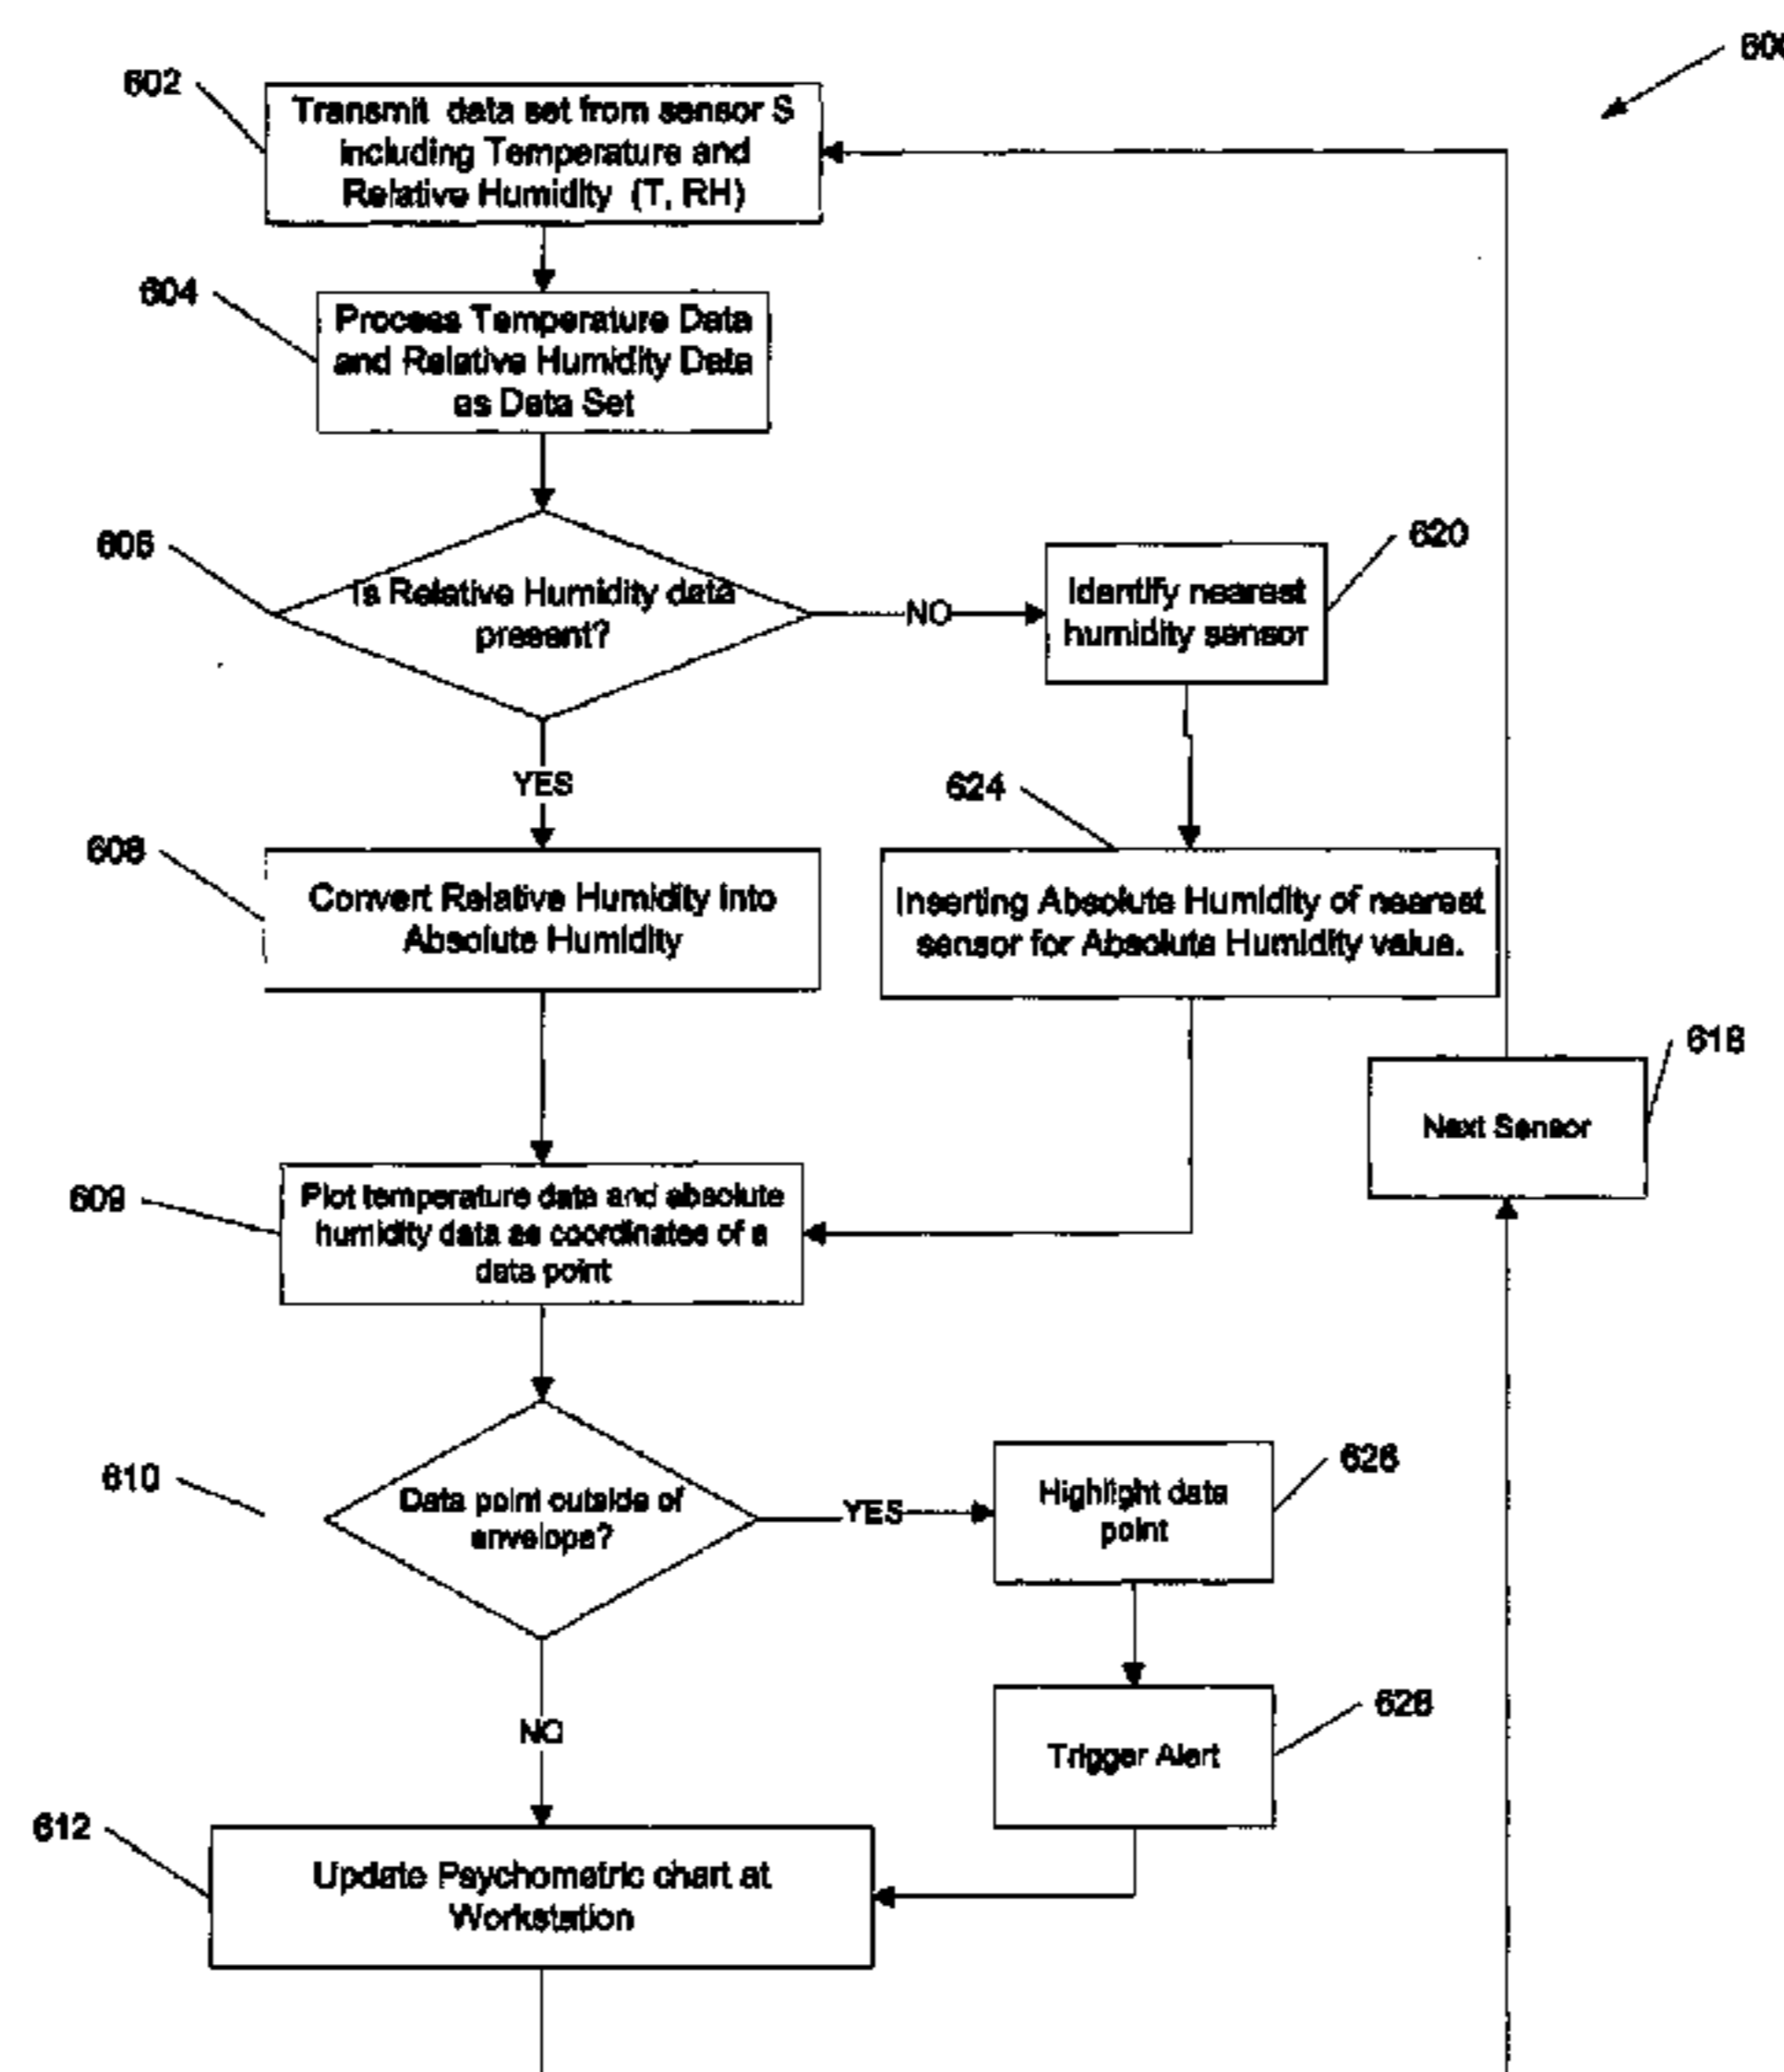 600
602
Transmit data set from sensor S
including Temperature and
Relative Humidity (T, RH)
604
Process Temperature Data
and Relative Humidity Data
as Data Set
606
Is Relative Humidity data
present?
NO
620
Identify nearest
humidity sensor
YES
624
608
Convert Relative Humidity into
Absolute Humidity
Inserting Absolute Humidity of nearest
sensor for Absolute Humidity value.
618
Next Sensor
609
Plot temperature data and absolute
humidity data as coordinates of a
data point
610
Data point outside of
envelope?
YES
626
Highlight data
point
NO
628
Trigger Alert
612
Update Psychometric chart at
Workstation